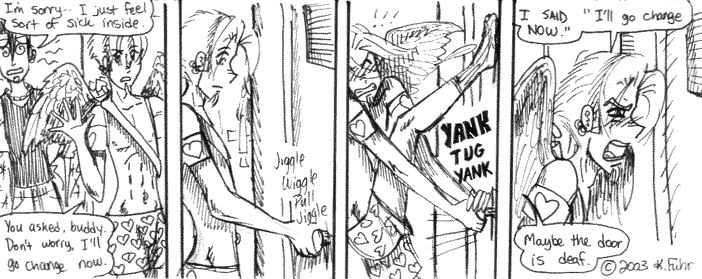 I'm sorry-- I just feel
sort of sick inside.
You asked, buddy.
Don't worry, I'll
go change now.
Jiggle
Wiggle
Pull
Jiggle
YANK
TUG
YANK
I SAID "I'll go change
NOW."
Maybe the door
is deaf.
©2003 K.Fuhr